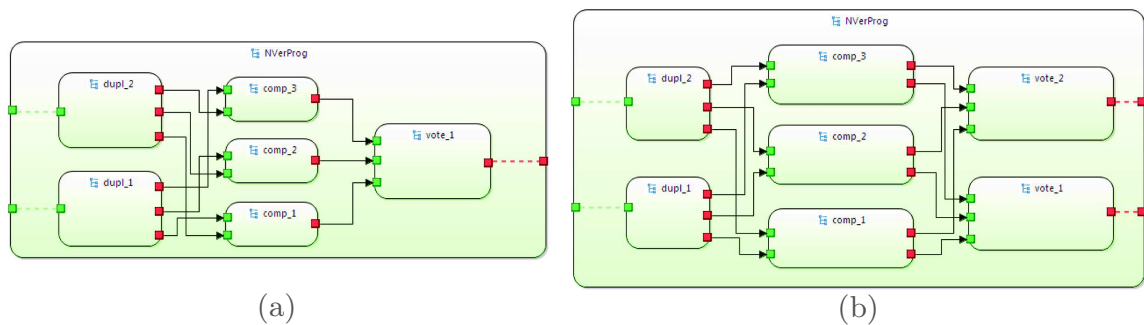 NVerProg
dupl_2
comp_3
vote_1
comp_2
dupl_1
comp_1
(a)
NVerProg
comp_3
dupl_2
vote_2
comp_2
dupl_1
vote_1
comp_1
(b)